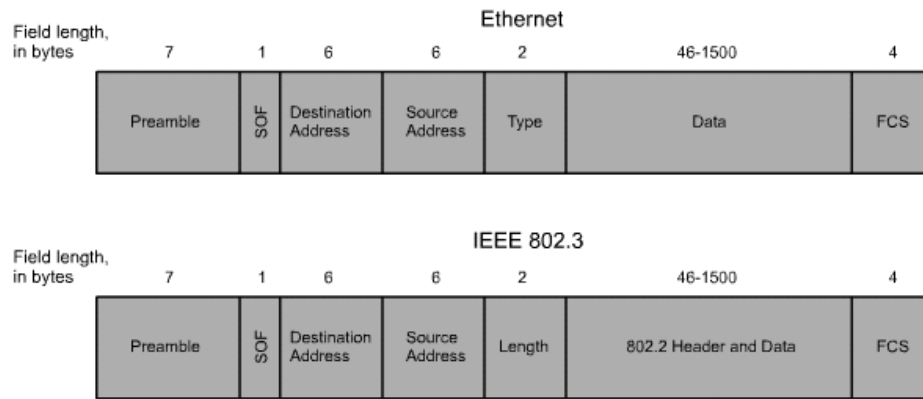 Ethernet
Field length,
in bytes 7 1 6 6 2 46-1500 4
Preamble SOF Destination Address Source Address Type Data FCS
IEEE 802.3
Field length,
in bytes 7 1 6 6 2 46-1500 4
Preamble SOF Destination Address Source Address Length 802.2 Header and Data FCS